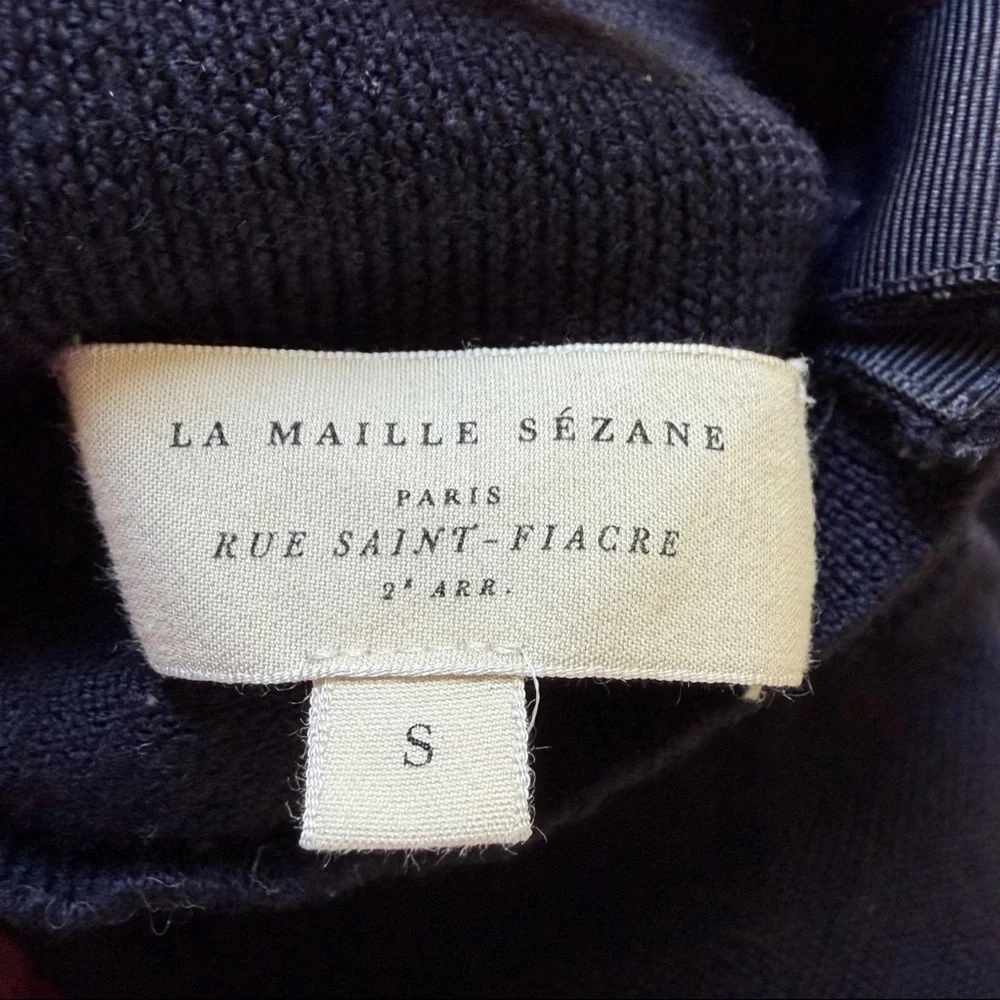 LA MAILLE SÉZANE
PARIS
RUE SAINT-FIACRE
2e ARR.
S